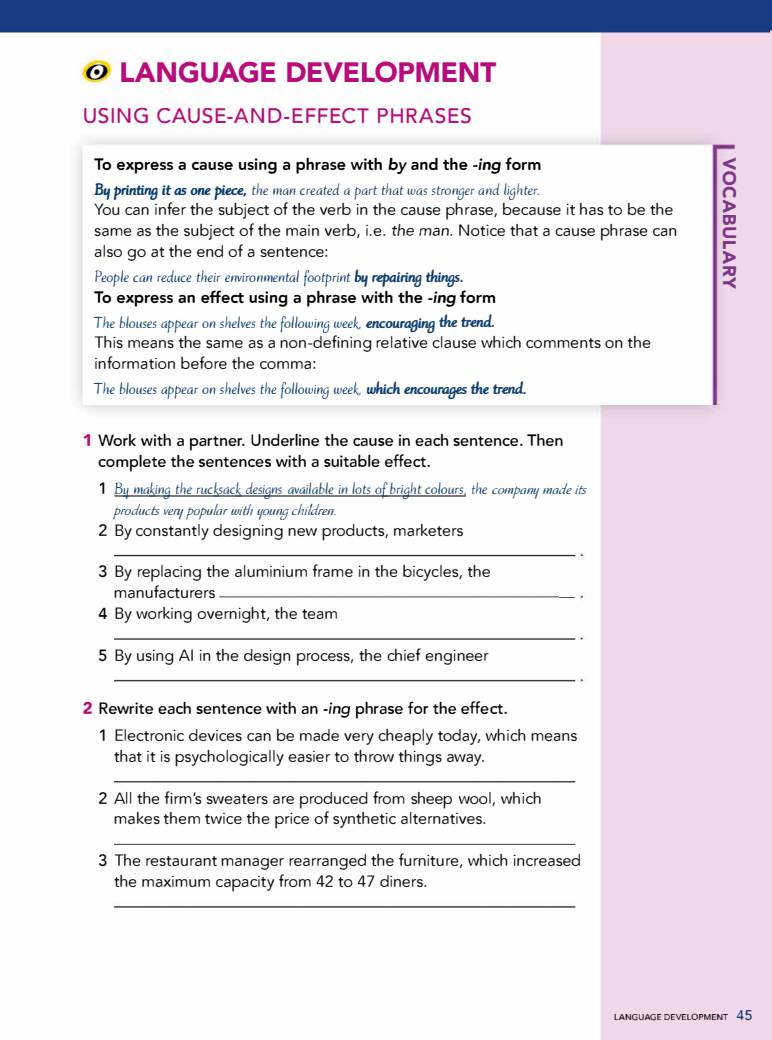 LANGUAGE DEVELOPMENT
USING CAUSE-AND-EFFECT PHRASES
To express a cause using a phrase with by and the -ing form
By printing it as one piece, the man created a part that was stronger and lighter.
You can infer the subject of the verb in the cause phrase, because it has to be the
same as the subject of the main verb, i.e. the man. Notice that a cause phrase can
also go at the end of a sentence:
People can reduce their environmental footprint by repairing things.
To express an effect using a phrase with the -ing form
The blouses appear on shelves the following week, encouraging the trend.
This means the same as a non-defining relative clause which comments on the
information before the comma:
The blouses appear on shelves the following week, which encourages the trend.
VOCABULARY
1 Work with a partner. Underline the cause in each sentence. Then
complete the sentences with a suitable effect.
1 By making the rucksack designs available in lots of bright colours, the company made its
products very popular with young children.
2 By constantly designing new products, marketers
.
3 By replacing the aluminium frame in the bicycles, the
manufacturers .
4 By working overnight, the team
.
5 By using AI in the design process, the chief engineer
.
2 Rewrite each sentence with an -ing phrase for the effect.
1 Electronic devices can be made very cheaply today, which means
that it is psychologically easier to throw things away.
2 All the firm's sweaters are produced from sheep wool, which
makes them twice the price of synthetic alternatives.
3 The restaurant manager rearranged the furniture, which increased
the maximum capacity from 42 to 47 diners.
LANGUAGE DEVELOPMENT 45